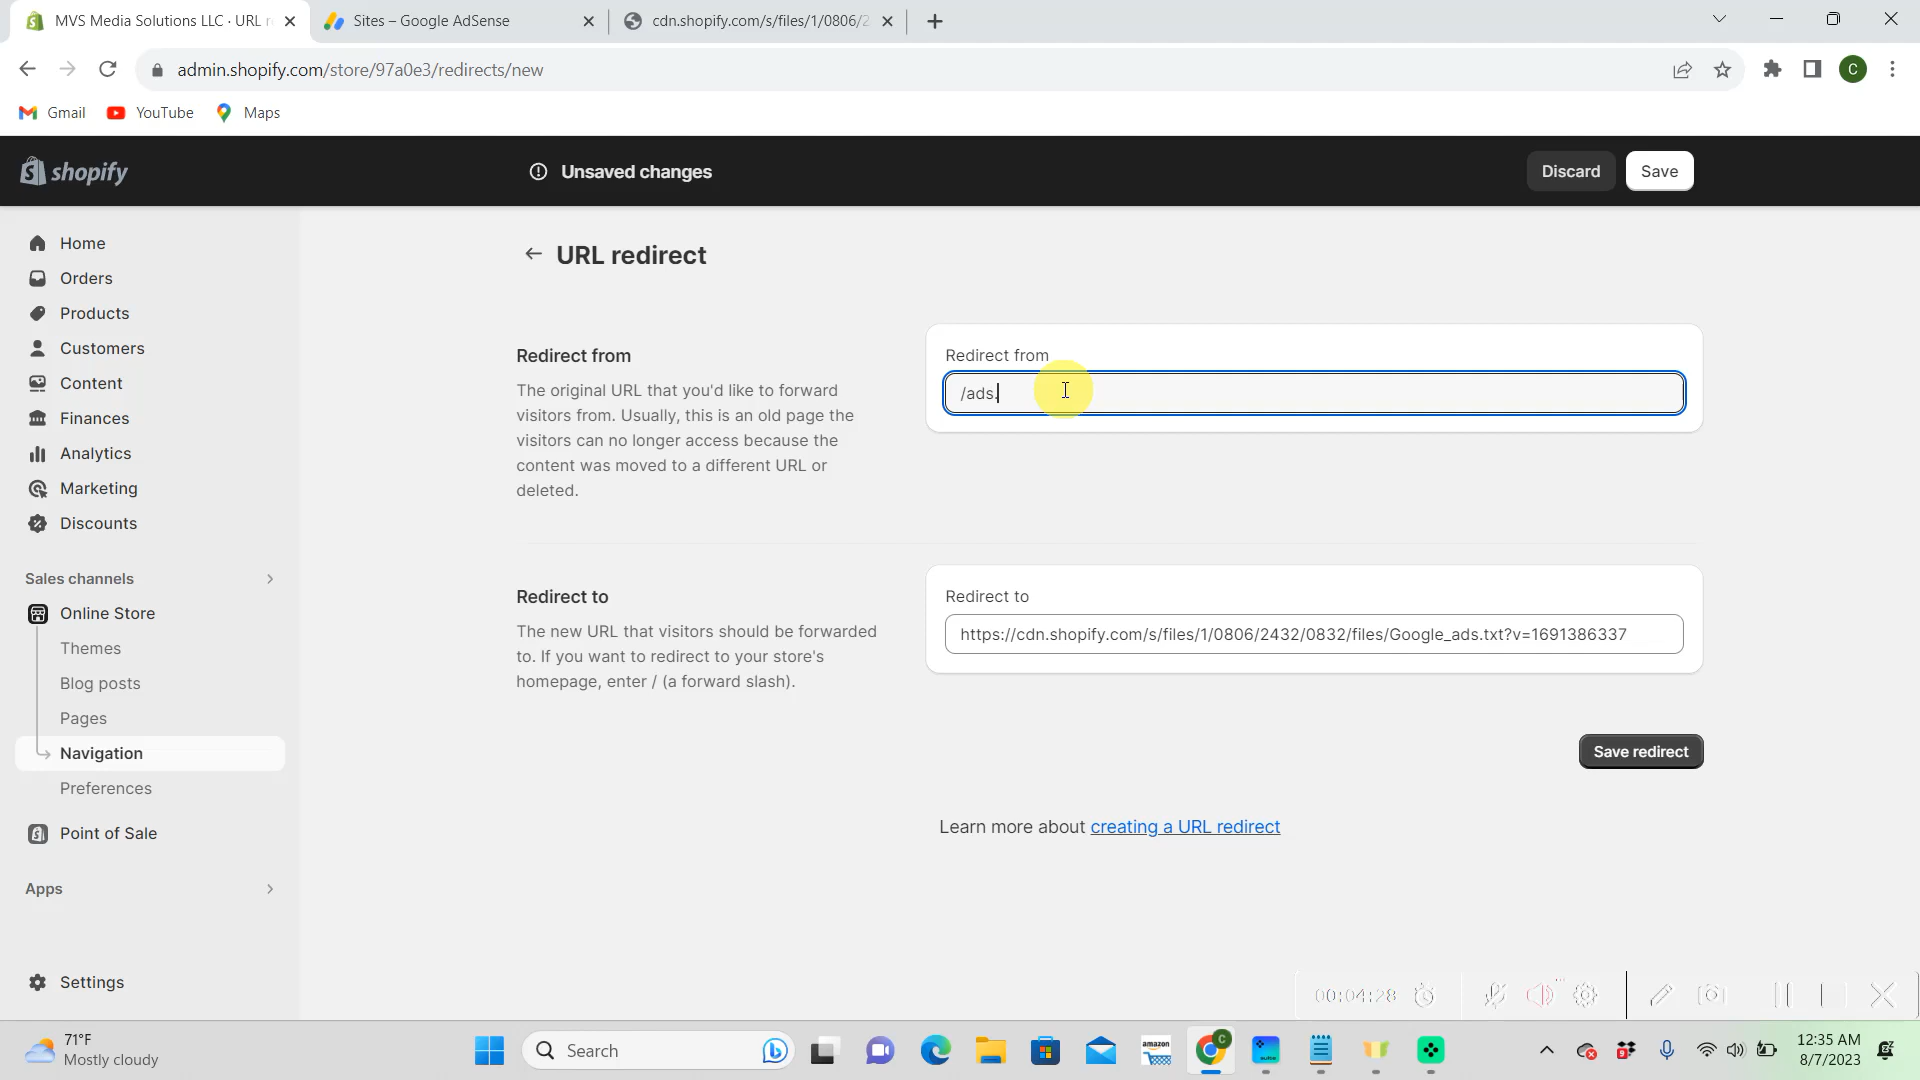 MVS Media Solutions LLC · URL r
Sites – Google AdSense
cdn.shopify.com/s/files/1/0806/2
admin.shopify.com/store/97a0e3/redirects/new
C
Gmail
YouTube
Maps
shopify
Unsaved changes
Discard
Save
Home
Orders
Products
Customers
Content
Finances
Analytics
Marketing
Discounts
Sales channels
Online Store
Themes
Blog posts
Pages
Navigation
Preferences
Point of Sale
Apps
Settings
URL redirect
Redirect from
The original URL that you'd like to forward
visitors from. Usually, this is an old page the
visitors can no longer access because the
content was moved to a different URL or
deleted.
Redirect from
/ads.
Redirect to
The new URL that visitors should be forwarded
to. If you want to redirect to your store's
homepage, enter / (a forward slash).
Redirect to
https://cdn.shopify.com/s/files/1/0806/2432/0832/files/Google_ads.txt?v=1691386337
Save redirect
Learn more about creating a URL redirect
00:04:28
71°F
Mostly cloudy
Search
amazon
C
9
12:35 AM
8/7/2023